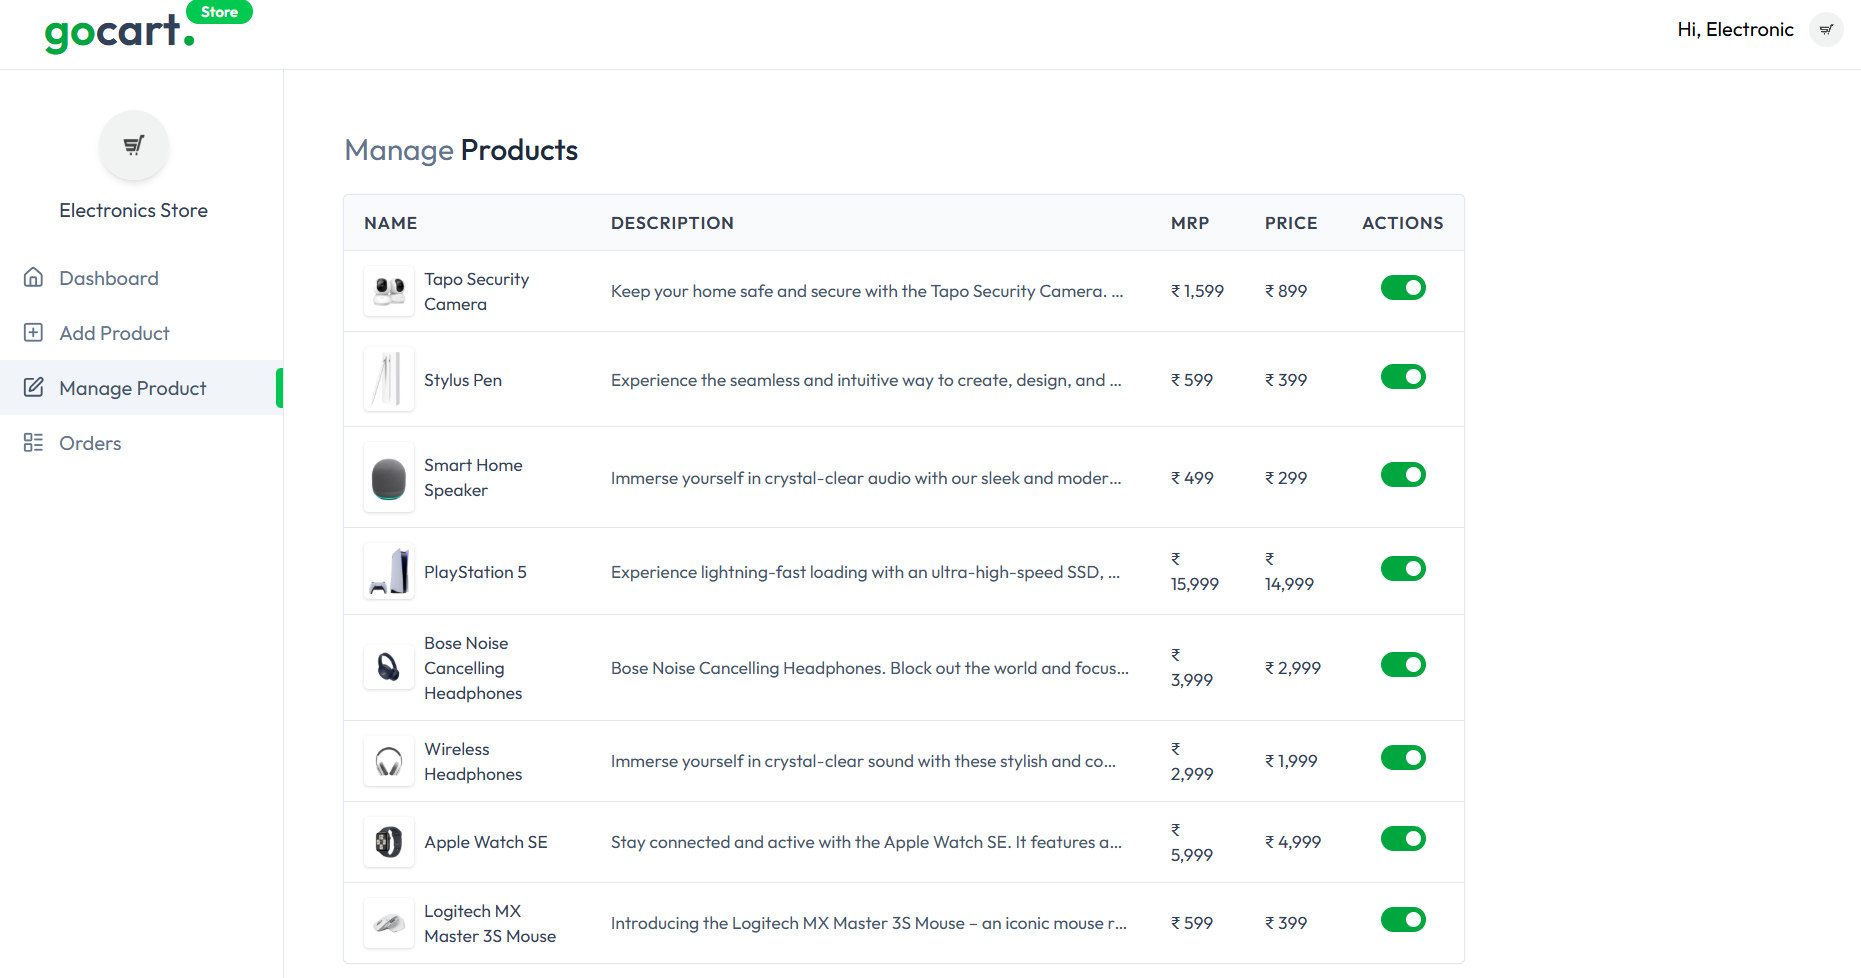 gocart.
Store
Hi, Electronic
Electronics Store
Dashboard
Add Product
Manage Product
Orders
Manage Products
NAME DESCRIPTION MRP PRICE ACTIONS
Tapo Security
Camera
Keep your home safe and secure with the Tapo Security Camera. ...
₹ 1,599
₹ 899
Stylus Pen
Experience the seamless and intuitive way to create, design, and ...
₹ 599
₹ 399
Smart Home
Speaker
Immerse yourself in crystal-clear audio with our sleek and moder...
₹ 499
₹ 299
PlayStation 5
Experience lightning-fast loading with an ultra-high-speed SSD, ...
₹
15,999
₹
14,999
Bose Noise
Cancelling
Headphones
Bose Noise Cancelling Headphones. Block out the world and focus...
₹
3,999
₹ 2,999
Wireless
Headphones
Immerse yourself in crystal-clear sound with these stylish and co...
₹
2,999
₹ 1,999
Apple Watch SE
Stay connected and active with the Apple Watch SE. It features a...
₹
5,999
₹ 4,999
Logitech MX
Master 3S Mouse
Introducing the Logitech MX Master 3S Mouse – an iconic mouse r...
₹ 599
₹ 399